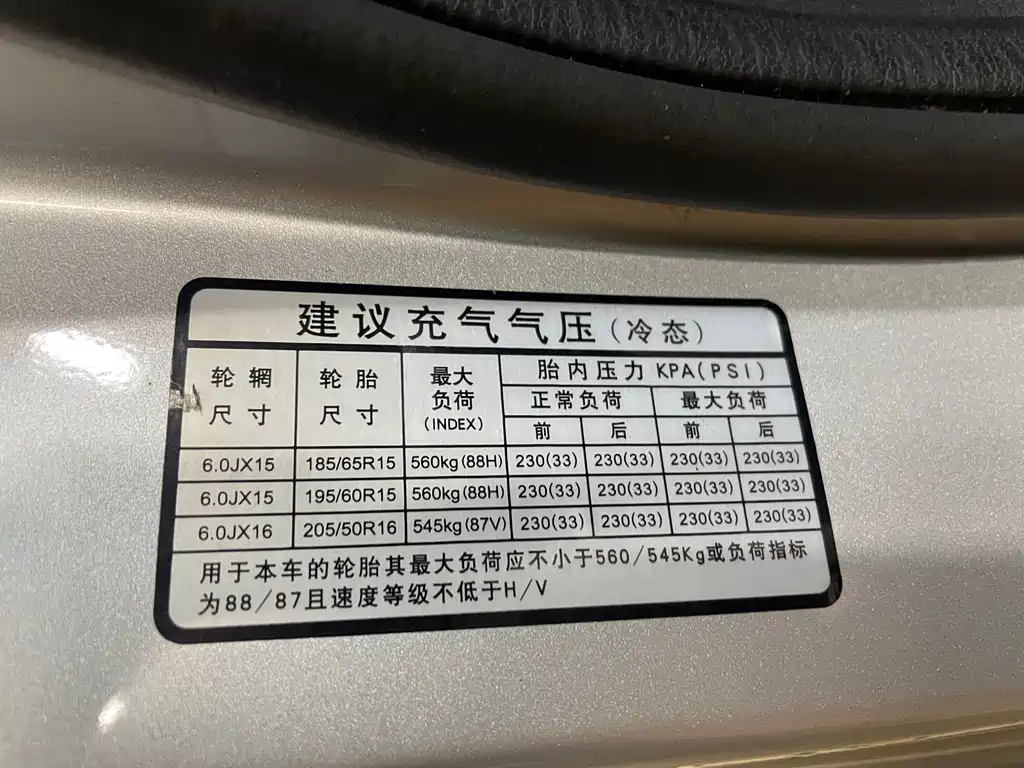 建议充气气压(冷态)
轮辋尺寸 轮胎尺寸 最大负荷(INDEX) 胎内压力 KPA(PSI)
正常负荷 最大负荷
前 后 前 后
6.0JX15 185/65R15 560kg(88H) 230(33) 230(33) 230(33) 230(33)
6.0JX15 195/60R15 560kg(88H) 230(33) 230(33) 230(33) 230(33)
6.0JX16 205/50R16 545kg(87V) 230(33) 230(33) 230(33) 230(33)
用于本车的轮胎其最大负荷应不小于560/545Kg或负荷指标
为88/87且速度等级不低于H/V